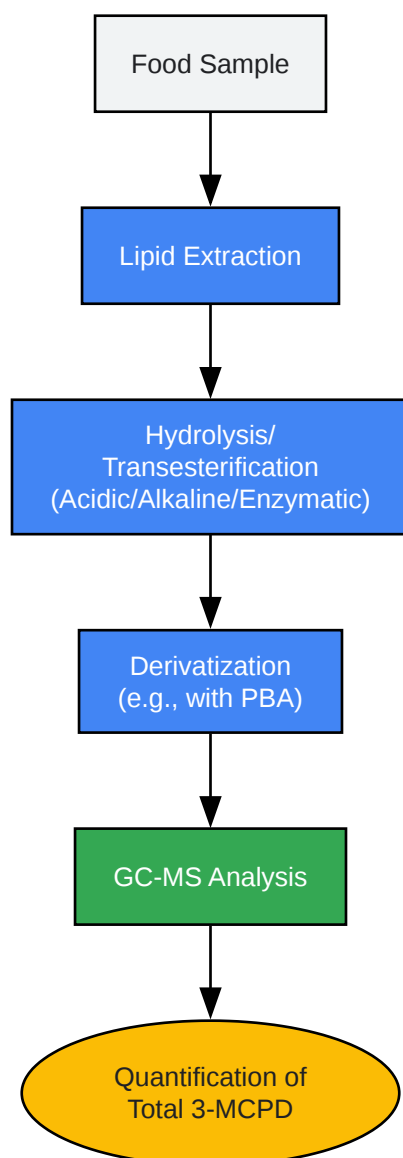 Food Sample
Lipid Extraction
Hydrolysis/
Transesterification
(Acidic/Alkaline/Enzymatic)
Derivatization
(e.g., with PBA)
GC-MS Analysis
Quantification of
Total 3-MCPD